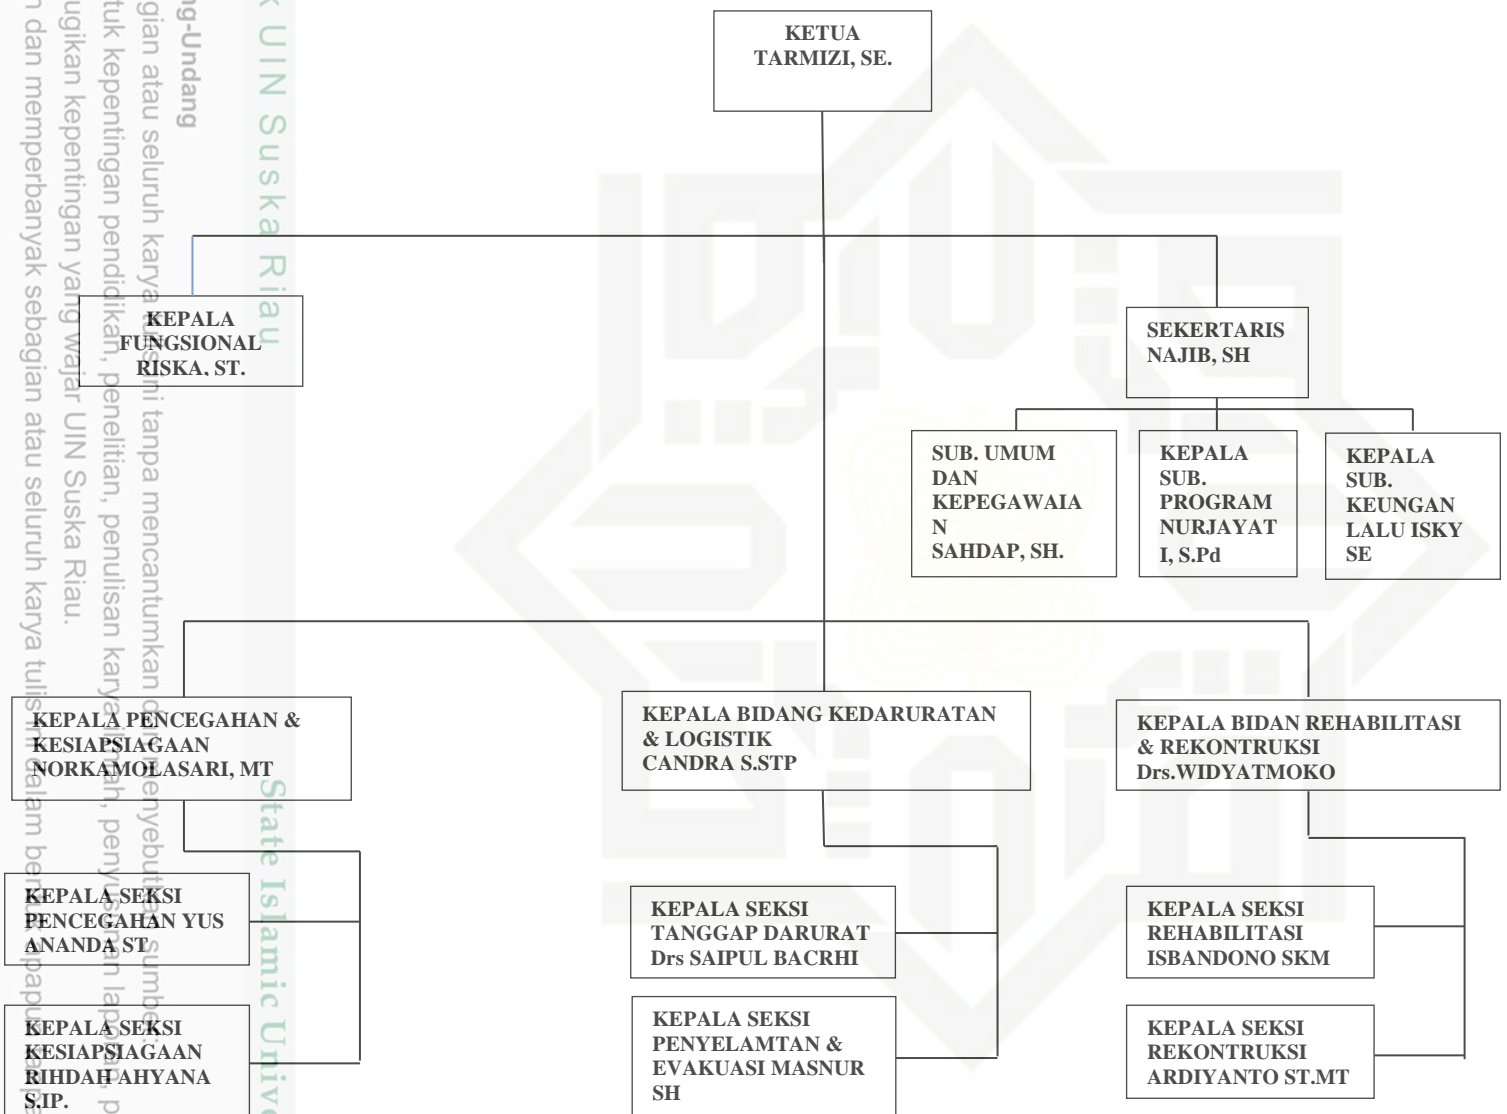 KETUA
TARMIZI, SE.
KEPALA
FUNGSIONAL
RISKA, ST.
SEKERTARIS
NAJIB, SH
SUB. UMUM
DAN
KEPEGAWAIA
N
SAHDAP, SH.
KEPALA
SUB.
PROGRAM
NURJAYAT
I, S.Pd
KEPALA
SUB.
KEUNGAN
LALU ISKY
SE
KEPALA PENCEGAHAN &
KESIAPSIAGAAN
NORKAMOLASARI, MT
KEPALA BIDANG KEDARURATAN
& LOGISTIK
CANDRA S.STP
KEPALA BIDAN REHABILITASI
& REKONTRUKSI
Drs.WIDYATMOKO
KEPALA SEKSI
PENCEGAHAN YUS
ANANDA ST
KEPALA SEKSI
KESIAPSIAGAAN
RIHDAH AHYANA
S.IP.
KEPALA SEKSI
TANGGAP DARURAT
Drs SAIPUL BACRHI
KEPALA SEKSI
PENYELAMTAN &
EVAKUASI MASNUR
SH
KEPALA SEKSI
REHABILITASI
ISBANDONO SKM
KEPALA SEKSI
REKONTRUKSI
ARDIYANTO ST.MT
UIN Suska Riau
State Islamic
ng-Undang
gian atau seluruh karya tulis ini tanpa mencantumkan dan menyebutkan sumber:
tuk kepentingan pendidikan, penelitian, penulisan karya ilmiah, penyusunan laporan, p
ugikan kepentingan yang wajar UIN Suska Riau.
n dan memperbanyak sebagian atau seluruh karya tulis ini dalam bentuk apapun